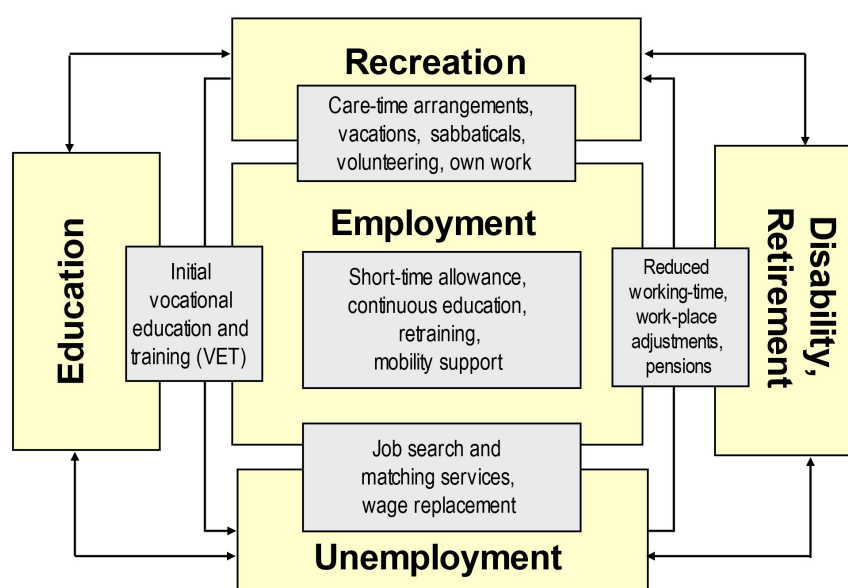 Recreation
Care-time arrangements,
vacations, sabbaticals,
volunteering, own work
Education
Initial
vocational
education and
training (VET)
Employment
Short-time allowance,
continuous education,
retraining,
mobility support
Reduced
working-time,
work-place
adjustments,
pensions
Disability,
Retirement
Job search and
matching services,
wage replacement
Unemployment